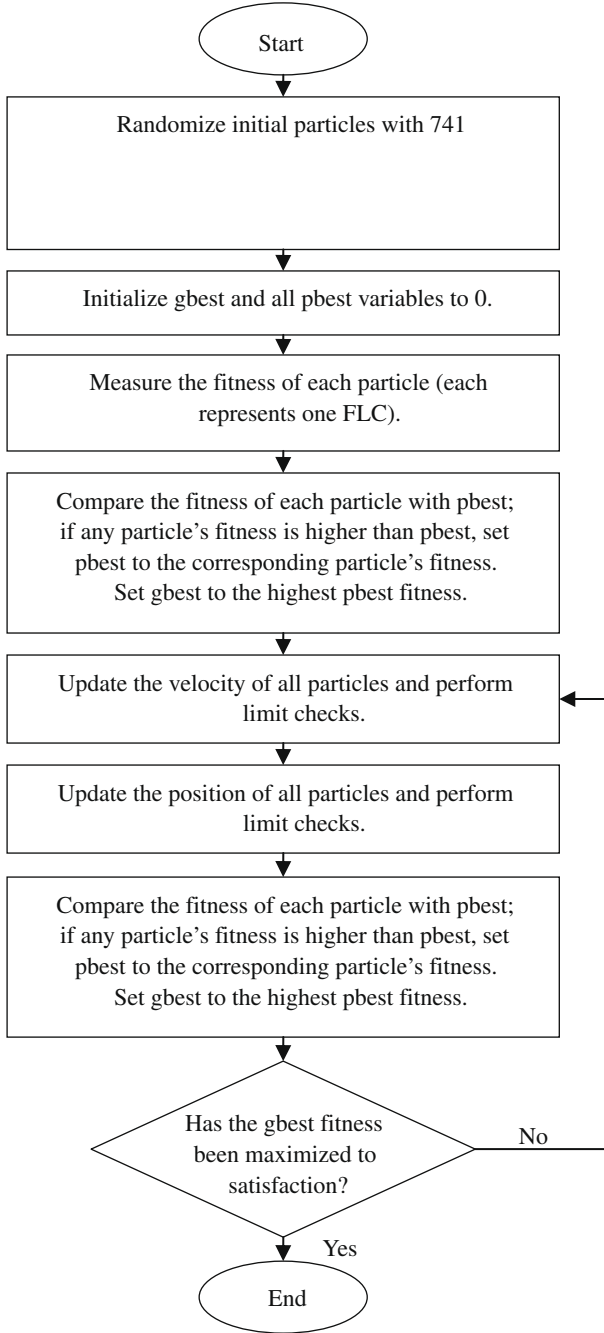 Start
Randomize initial particles with 741
Initialize gbest and all pbest variables to 0.
Measure the fitness of each particle (each
represents one FLC).
Compare the fitness of each particle with pbest;
if any particle's fitness is higher than pbest, set
pbest to the corresponding particle's fitness.
Set gbest to the highest pbest fitness.
Update the velocity of all particles and perform
limit checks.
Update the position of all particles and perform
limit checks.
Compare the fitness of each particle with pbest;
if any particle's fitness is higher than pbest, set
pbest to the corresponding particle's fitness.
Set gbest to the highest pbest fitness.
Has the gbest fitness
been maximized to
satisfaction?
No
Yes
End